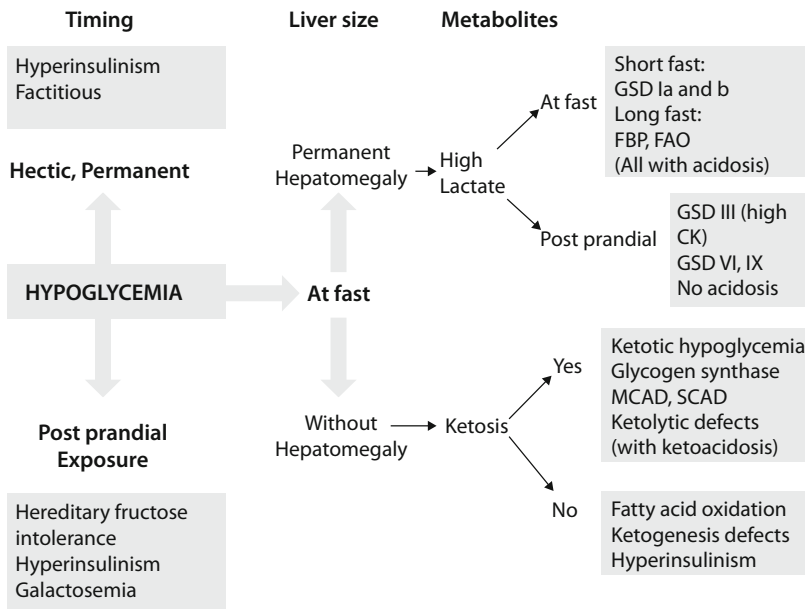 Timing
Liver size
Metabolites
Hyperinsulinism
Factitious
Hectic, Permanent
HYPOGLYCEMIA
Post prandial
Exposure
Hereditary fructose
intolerance
Hyperinsulinism
Galactosemia
At fast
Permanent
Hepatomegaly
High
Lactate
At fast
Short fast:
GSD Ia and b
Long fast:
FBP, FAO
(All with acidosis)
Post prandial
GSD III (high
CK)
GSD VI, IX
No acidosis
Without
Hepatomegaly
Ketosis
Yes
Ketotic hypoglycemia
Glycogen synthase
MCAD, SCAD
Ketolytic defects
(with ketoacidosis)
No
Fatty acid oxidation
Ketogenesis defects
Hyperinsulinism